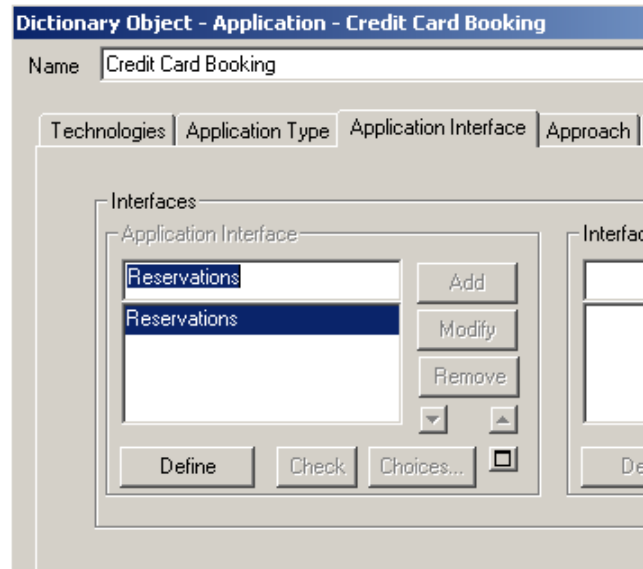 Dictionary Object - Application - Credit Card Booking
Name Credit Card Booking
Technologies Application Type Application Interface Approach
Interfaces
Application Interface
Reservations
Add
Reservations
Modify
Remove
Define Check Choices...